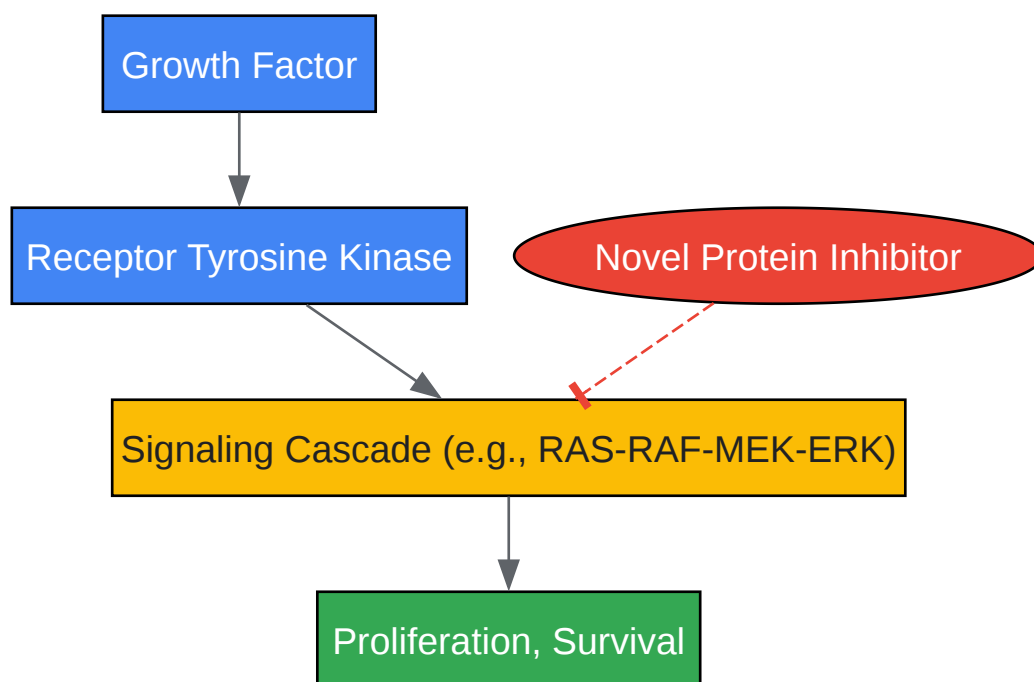 Growth Factor
Receptor Tyrosine Kinase
Novel Protein Inhibitor
Signaling Cascade (e.g., RAS-RAF-MEK-ERK)
Proliferation, Survival